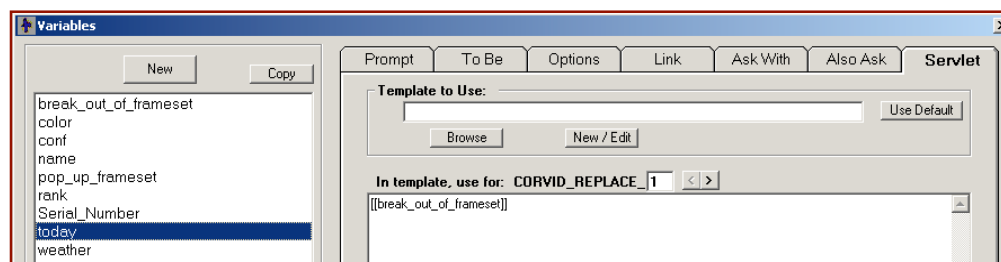 Variables
New
Copy
break_out_of_frameset
color
conf
name
pop_up_frameset
rank
Serial_Number
today
weather
Prompt To Be Options Link Ask With Also Ask Servlet
Template to Use:
Use Default
Browse New / Edit
In template, use for: CORVID_REPLACE_ 1 < >
[[break_out_of_frameset]]